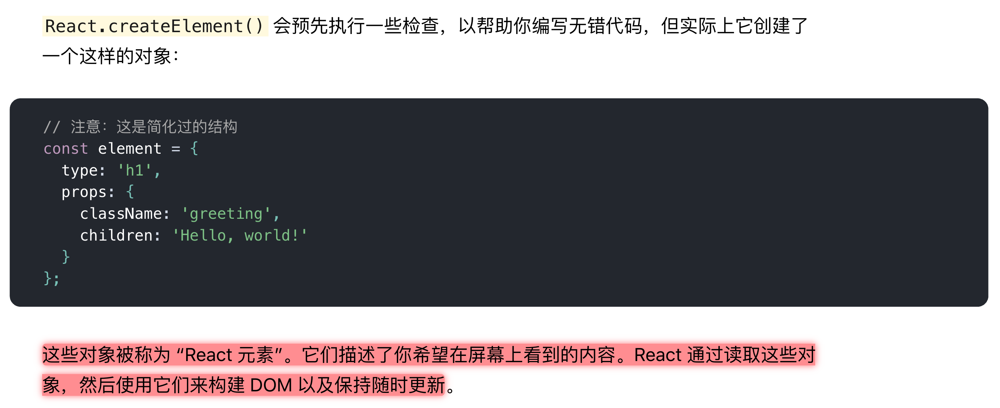 React.createElement() 会预先执行一些检查，以帮助你编写无错代码，但实际上它创建了
一个这样的对象：
// 注意：这是简化过的结构
const element = {
  type: 'h1',
  props: {
    className: 'greeting',
    children: 'Hello, world!'
  }
};
这些对象被称为 “React 元素”。它们描述了你希望在屏幕上看到的内容。React 通过读取这些对
象，然后使用它们来构建 DOM 以及保持随时更新。